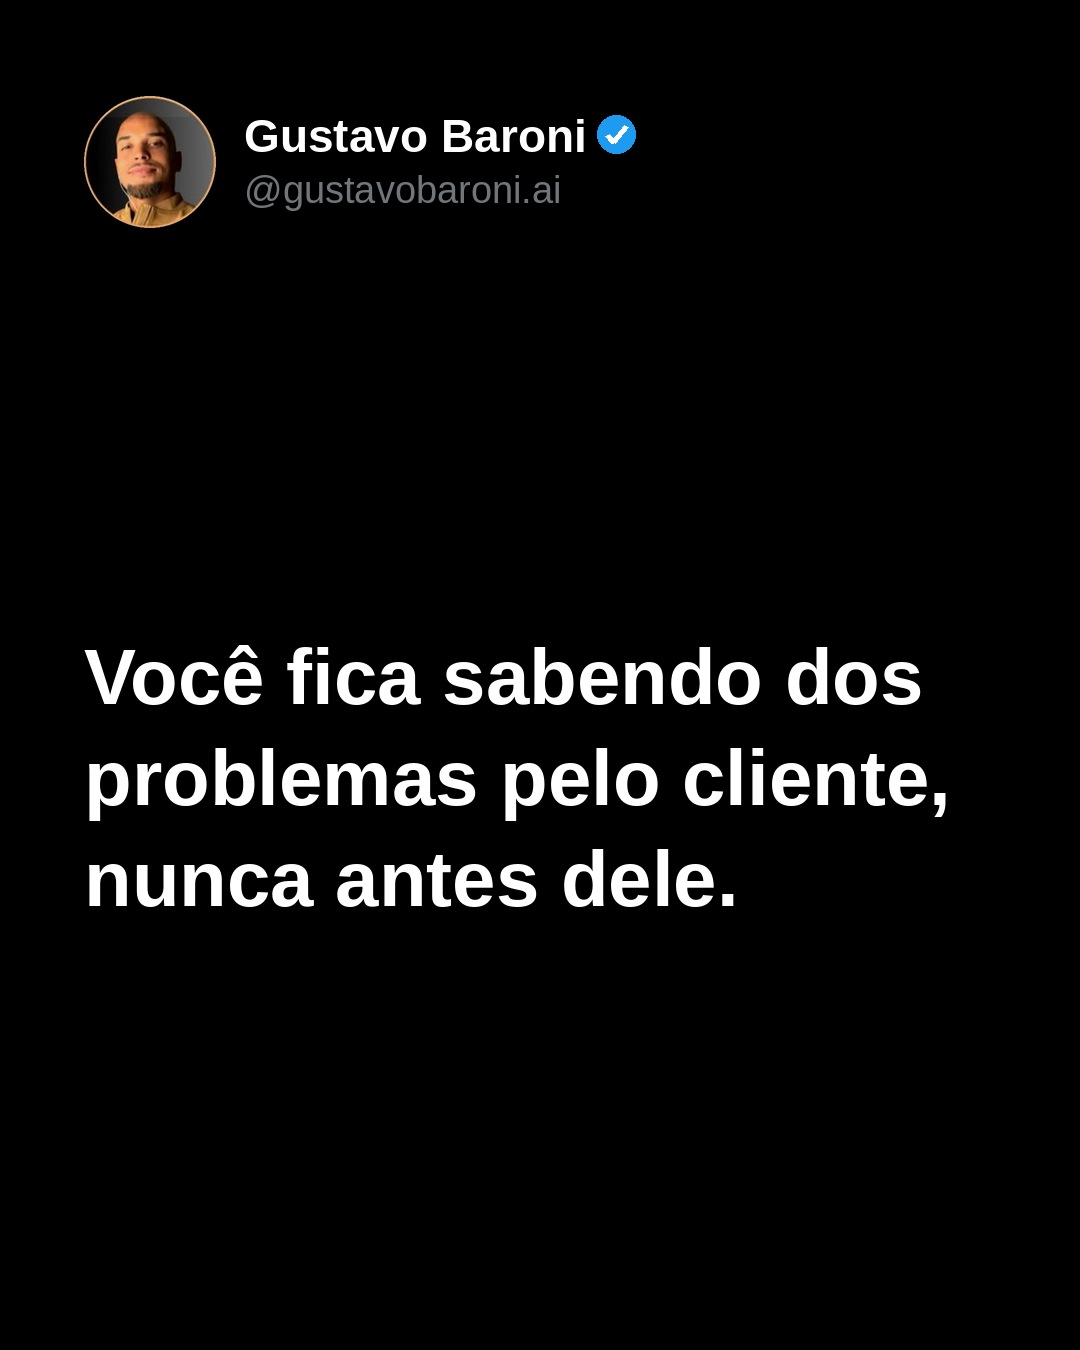 Gustavo Baroni
@gustavobaroni.ai
Você fica sabendo dos
problemas pelo cliente,
nunca antes dele.